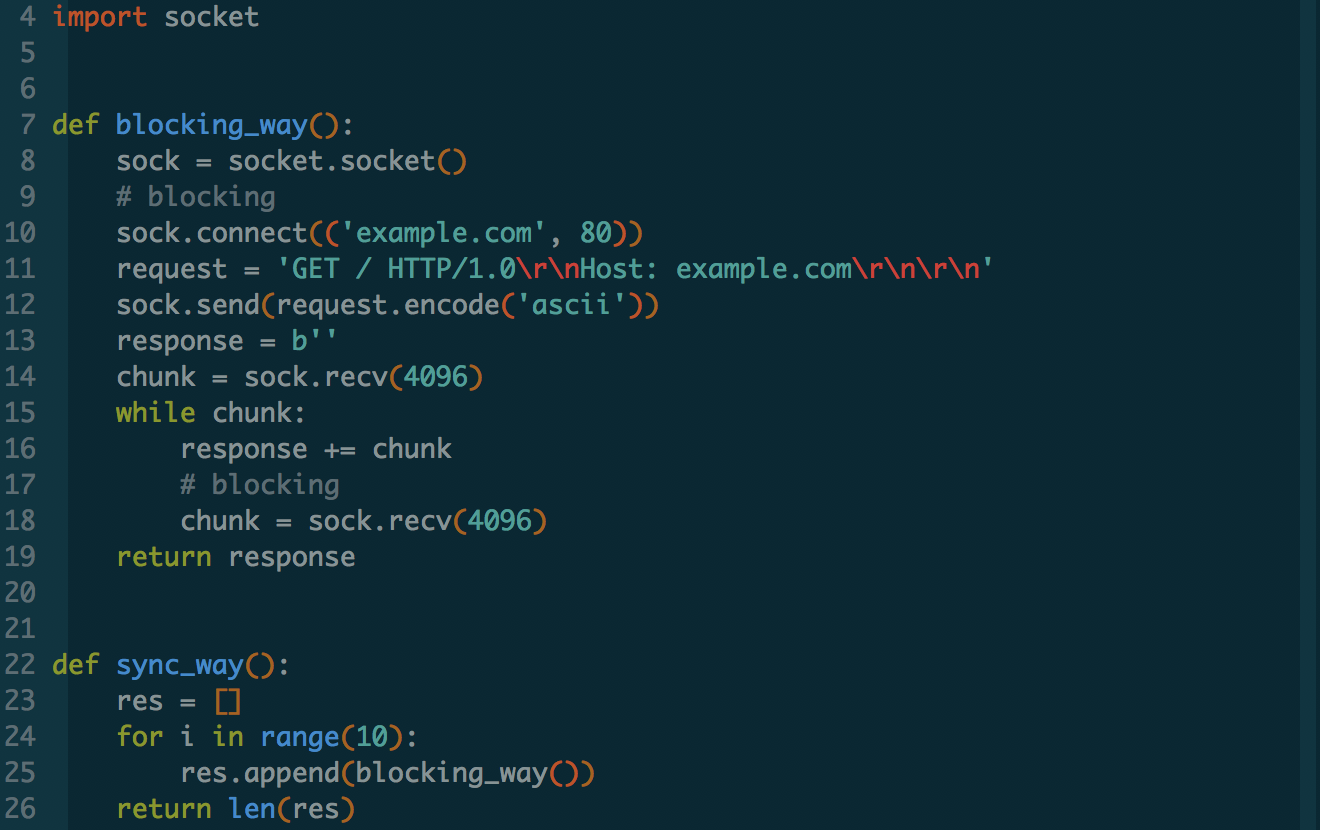 4 import socket
5
6
7 def blocking_way():
8     sock = socket.socket()
9     # blocking
10     sock.connect(('example.com', 80))
11     request = 'GET / HTTP/1.0\r\nHost: example.com\r\n\r\n'
12     sock.send(request.encode('ascii'))
13     response = b''
14     chunk = sock.recv(4096)
15     while chunk:
16         response += chunk
17         # blocking
18         chunk = sock.recv(4096)
19     return response
20
21
22 def sync_way():
23     res = []
24     for i in range(10):
25         res.append(blocking_way())
26     return len(res)